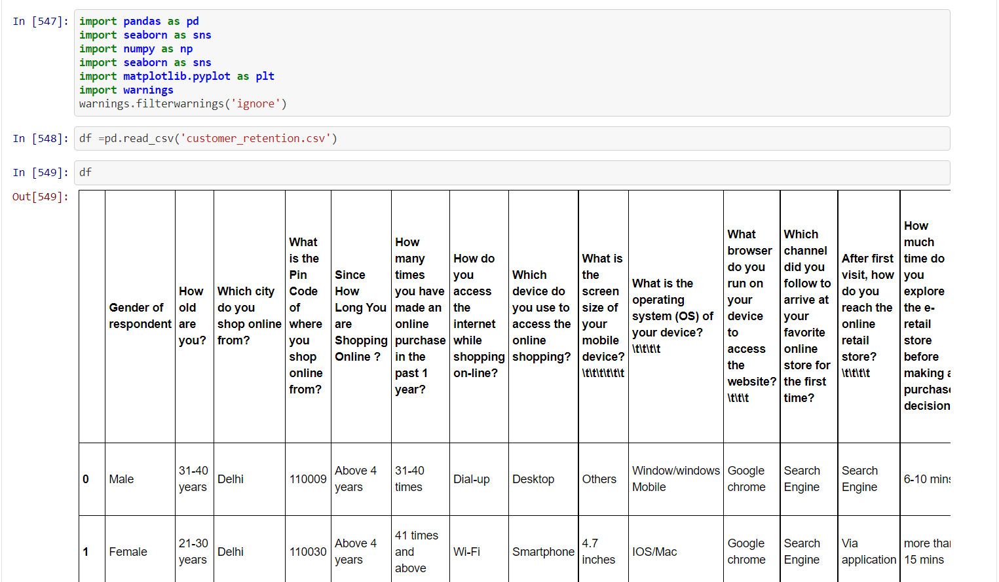 In [547]:
import pandas as pd
import seaborn as sns
import numpy as np
import seaborn as sns
import matplotlib.pyplot as plt
import warnings
warnings.filterwarnings('ignore')
In [548]:
df =pd.read_csv('customer_retention.csv')
In [549]:
df
Out[549]:
Gender of
respondent
How
old
are
you?
Which city
do you
shop online
from?
What
is the
Pin
Code
of
where
you
shop
online
from?
Since
How
Long You
are
Shopping
Online ?
How
many
times
you have
made an
online
purchase
in the
past 1
year?
How do
you
access
the
internet
while
shopping
on-line?
Which
device do
you use to
access the
online
shopping?
What is
the
screen
size of
your
mobile
device?
\t\t\t\t\t\t
What is the
operating
system (OS) of
your device?
\t\t\t\t
What
browser
do you
run on
your
device
to
access
the
website?
\t\t\t
Which
channel
did you
follow to
arrive at
your
favorite
online
store for
the first
time?
After first
visit, how
do you
reach the
online
retail
store?
\t\t\t\t
How
much
time do
you
explore
the e-
retail
store
before
making a
purchase
decision
0
Male
31-40
years
Delhi
110009
Above 4
years
31-40
times
Dial-up
Desktop
Others
Window/windows
Mobile
Google
chrome
Search
Engine
Search
Engine
6-10 mins
1
Female
21-30
years
Delhi
110030
Above 4
years
41 times
and
above
Wi-Fi
Smartphone
4.7
inches
IOS/Mac
Google
chrome
Search
Engine
Via
application
more than
15 mins